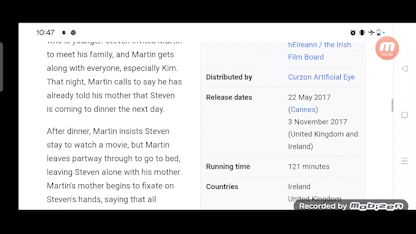 10:47
who is younger. Steven invites Martin
to meet his family, and Martin gets
along with everyone, especially Kim.
That night, Martin calls to say he has
already told his mother that Steven
is coming to dinner the next day.
After dinner, Martin insists Steven
stay to watch a movie, but Martin
leaves partway through to go to bed,
leaving Steven alone with his mother.
Martin's mother begins to fixate on
Steven's hands, saying that all
hÉireann / the Irish
Film Board
Distributed by Curzon Artificial Eye
Release dates 22 May 2017
(Cannes)
3 November 2017
(United Kingdom and
Ireland)
Running time 121 minutes
Countries Ireland
United Kingdom
Recorded by Mobizen